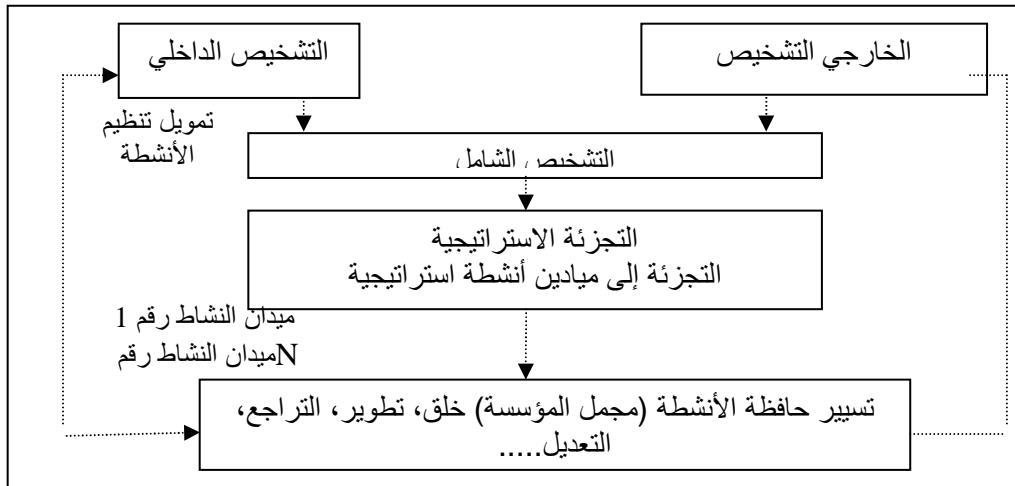 الخارجي التشخيص
التشخيص الداخلي
تمويل تنظيم
الأنشطة
التشخيص الشامل
التجزئة الاستراتيجية
التجزئة إلى ميادين أنشطة استراتيجية
ميدان النشاط رقم 1
Nميدان النشاط رقم
تسيير حافظة الأنشطة (مجمل المؤسسة) خلق، تطوير، التراجع،
التعديل.....